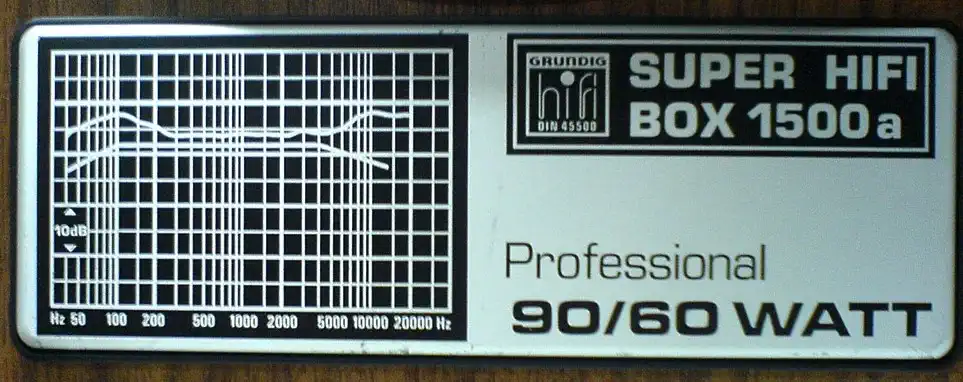 10dB
Hz 50 100 200 500 1000 2000 5000 10000 20000 Hz
GRUNDIG
hifi
DIN 45500
SUPER HIFI
BOX 1500a
Professional
90/60 WATT